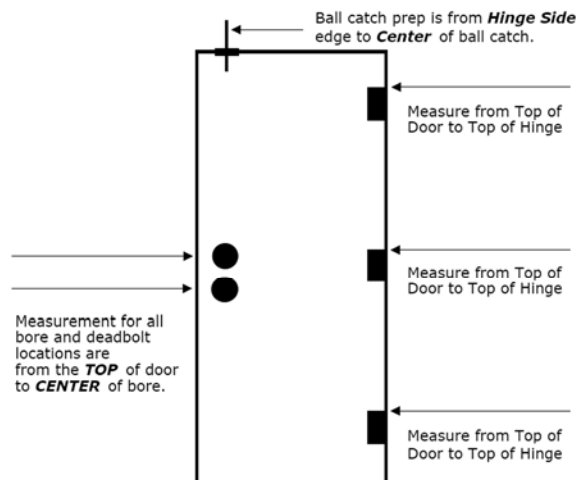 Ball catch prep is from Hinge Side
edge to Center of ball catch.
Measure from Top of
Door to Top of Hinge
Measure from Top of
Door to Top of Hinge
Measurement for all
bore and deadbolt
locations are
from the TOP of door
to CENTER of bore.
Measure from Top of
Door to Top of Hinge